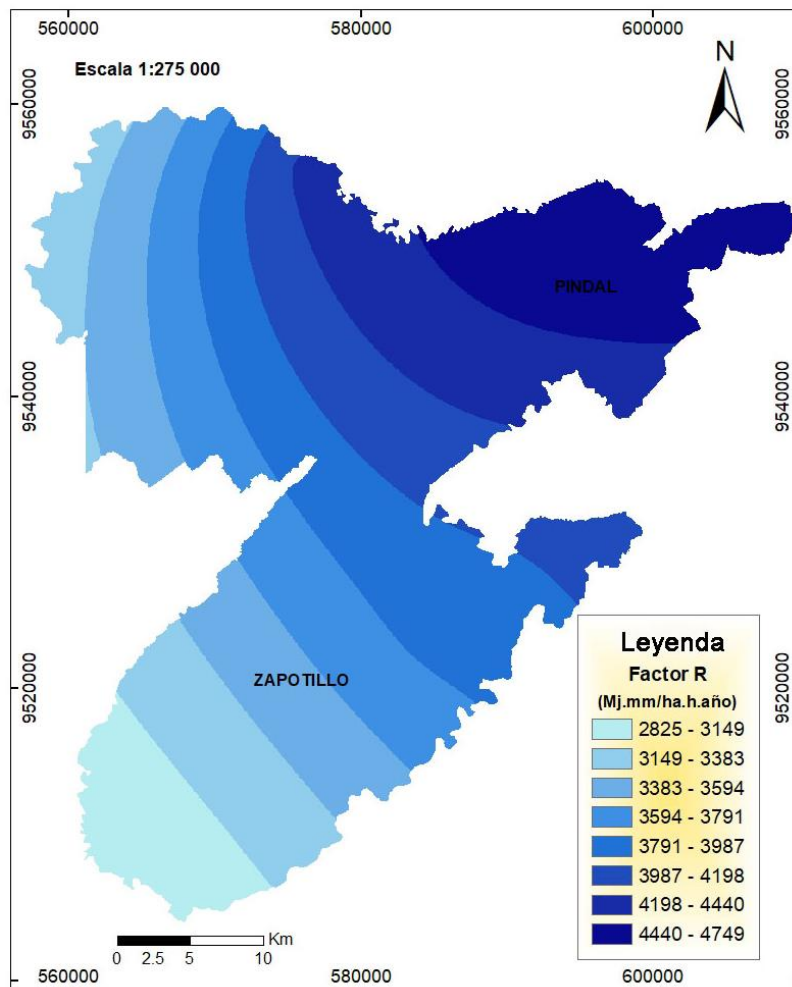 560000 580000 600000
Escala 1:275 000
N
9560000 9560000
PINDAL
9540000 9540000
ZAPOTILLO
9520000 9520000
Leyenda
Factor R
(Mj.mm/ha.h.año)
2825 - 3149
3149 - 3383
3383 - 3594
3594 - 3791
3791 - 3987
3987 - 4198
4198 - 4440
4440 - 4749
Km
0 2.5 5 10
560000 580000 600000